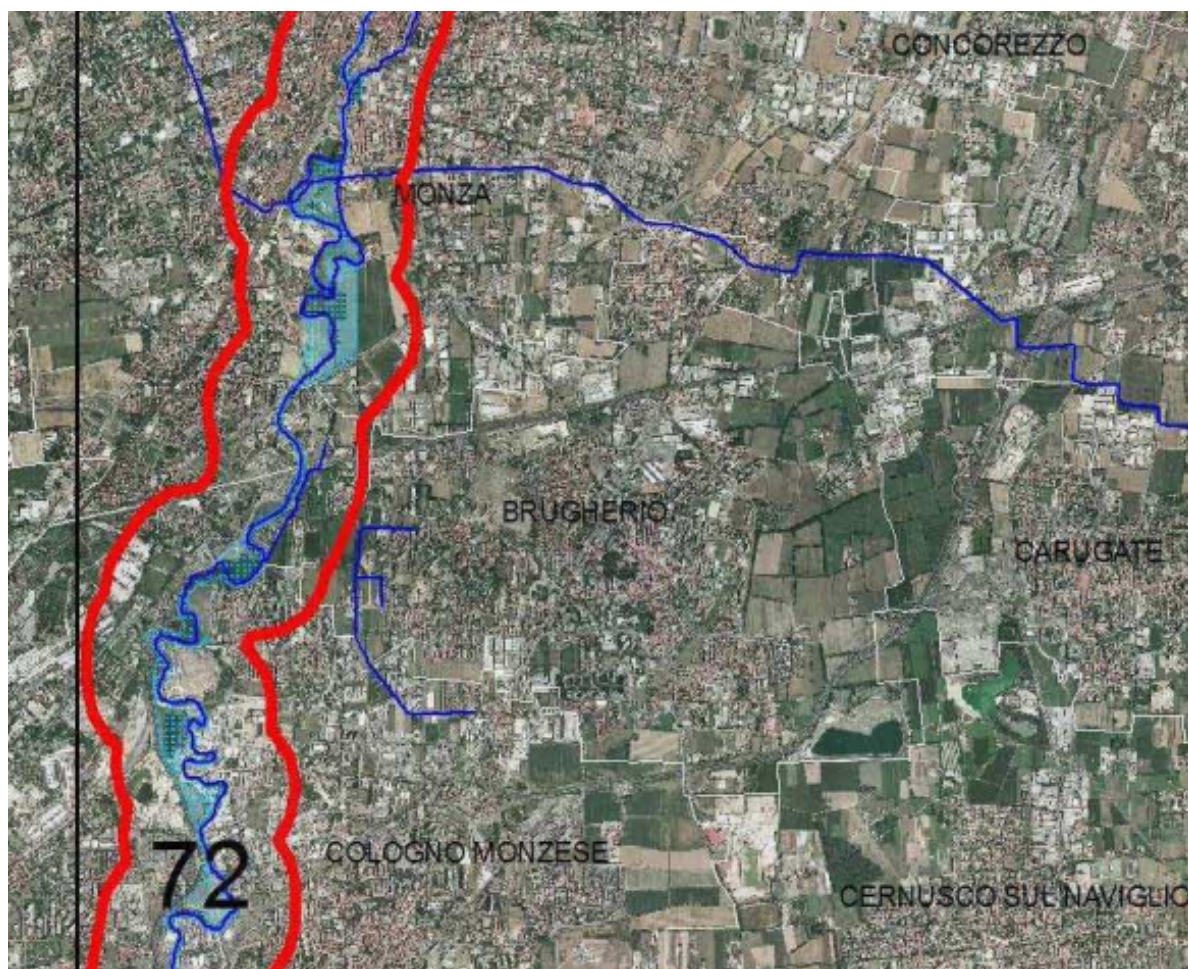 CONCOREZZO
MONZA
BRUGHERIO
CARUGATE
72
COLOGNO MONZESE
CERNUSCO SUL NAVIGLIO